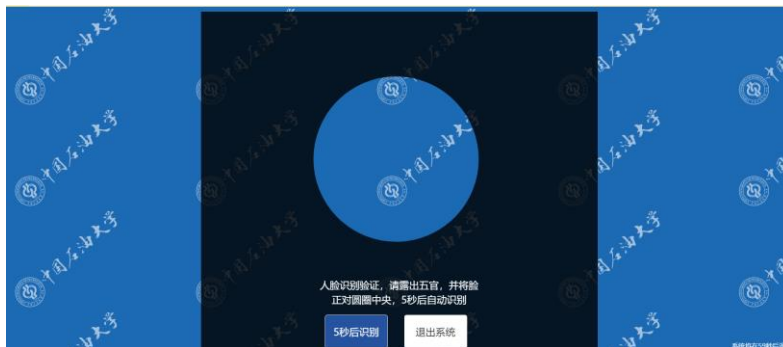 中国石油大学
人脸识别验证，请露出五官，并将脸
正对圆圈中央，5秒后自动识别
5秒后识别
退出系统